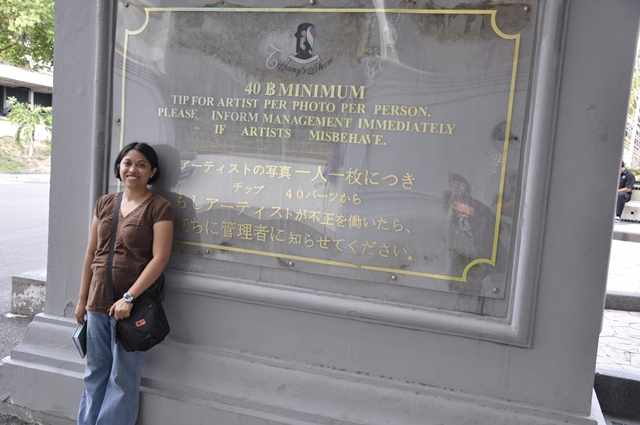 Tiffany's Show
40 ฿ MINIMUM
TIP FOR ARTIST PER PHOTO PER PERSON.
PLEASE INFORM MANAGEMENT IMMEDIATELY
IF ARTISTS MISBEHAVE.
アーティストの写真一人一枚につき
チップ 40バーツから
もしアーティストが不正を働いたら、
直ちに管理者に知らせてください。